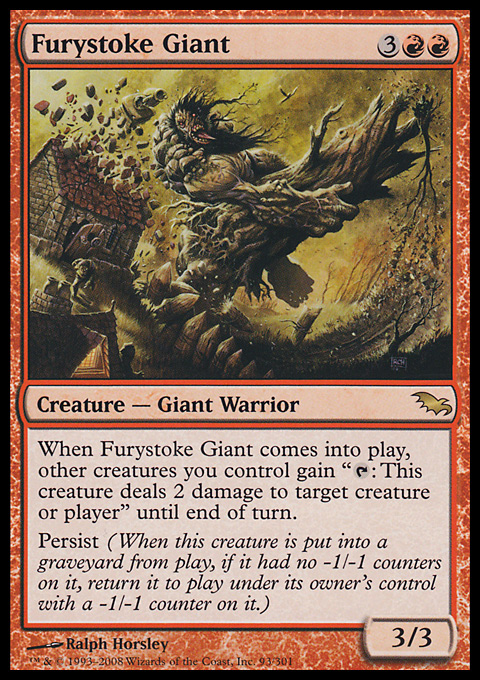 Furystoke Giant 3
Creature — Giant Warrior
When Furystoke Giant comes into play,
other creatures you control gain “ : This
creature deals 2 damage to target creature
or player” until end of turn.
Persist (When this creature is put into a
graveyard from play, if it had no -1/-1 counters
on it, return it to play under its owner’s control
with a -1/-1 counter on it.)
Ralph Horsley
3/3
™ & © 1993–2008 Wizards of the Coast, Inc. 93/301